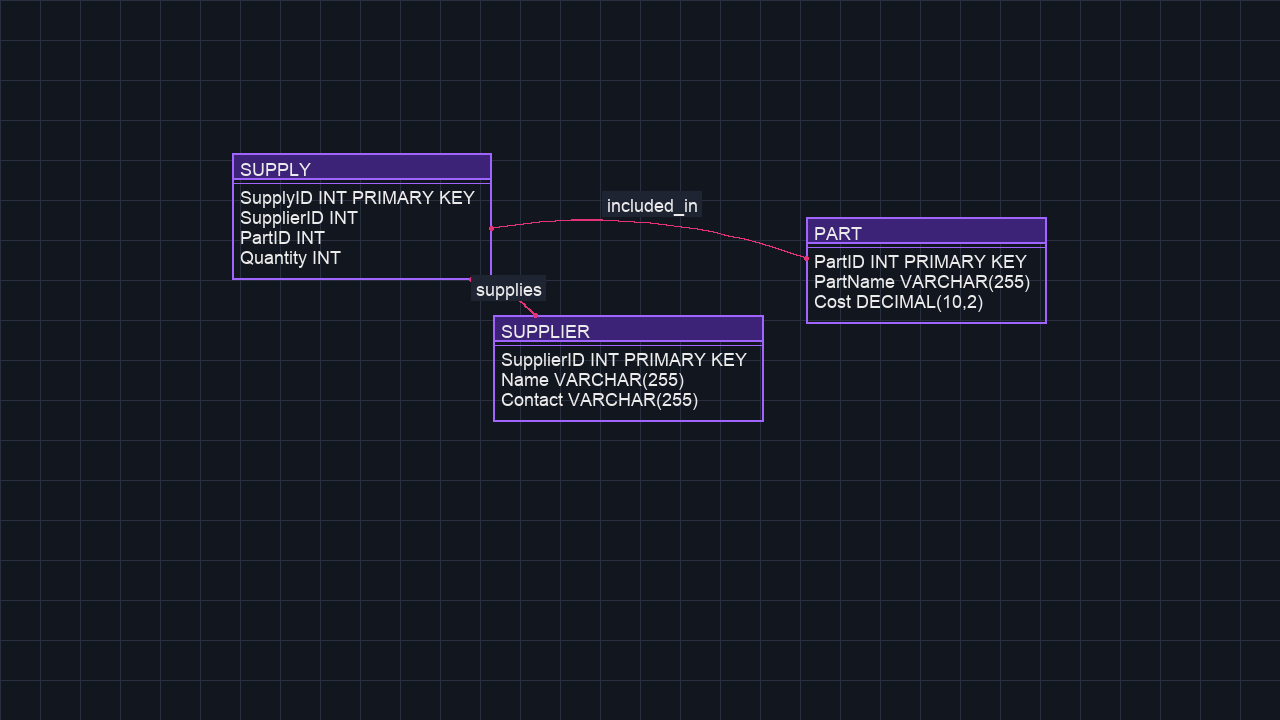 SUPPLY
SupplyID INT PRIMARY KEY
SupplierID INT
PartID INT
Quantity INT
included_in
PART
PartID INT PRIMARY KEY
PartName VARCHAR(255)
Cost DECIMAL(10,2)
supplies
SUPPLIER
SupplierID INT PRIMARY KEY
Name VARCHAR(255)
Contact VARCHAR(255)